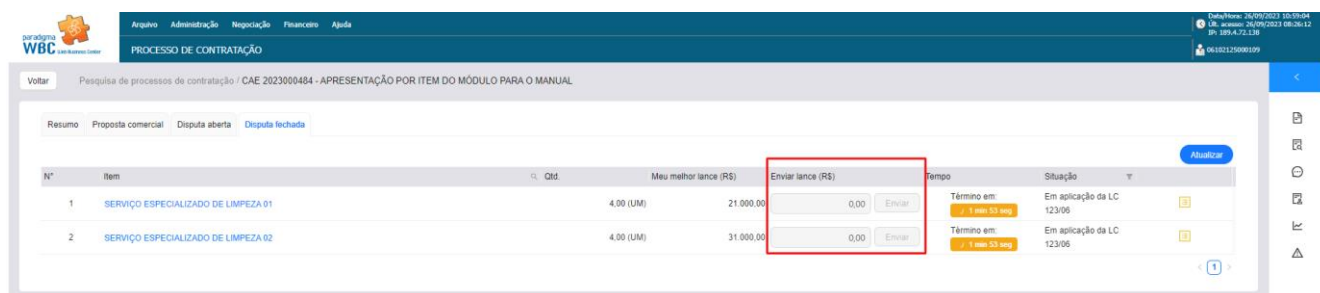 Data/Hora: 26/09/2023 10:59:04
Arquivo Administração Negociação Financeiro Ajuda
Últ. acesso: 26/09/2023 08:26:12
IP: 189.4.72.138
paradigma
WBC
PROCESSO DE CONTRATAÇÃO
06102125000109
Voltar Pesquisa de processos de contratação / CAE 2023000484 - APRESENTAÇÃO POR ITEM DO MÓDULO PARA O MANUAL
Resumo Proposta comercial Disputa aberta Disputa fechada
Atualizar
N° Item Qtd. Meu melhor lance (R$) Enviar lance (R$) Tempo Situação
1 SERVIÇO ESPECIALIZADO DE LIMPEZA 01 4,00 (UM) 21.000,00 0,00 Enviar Término em: 1 min 53 seg Em aplicação da LC
123/06
2 SERVIÇO ESPECIALIZADO DE LIMPEZA 02 4,00 (UM) 31.000,00 0,00 Enviar Término em: 1 min 53 seg Em aplicação da LC
123/06
< 1 >